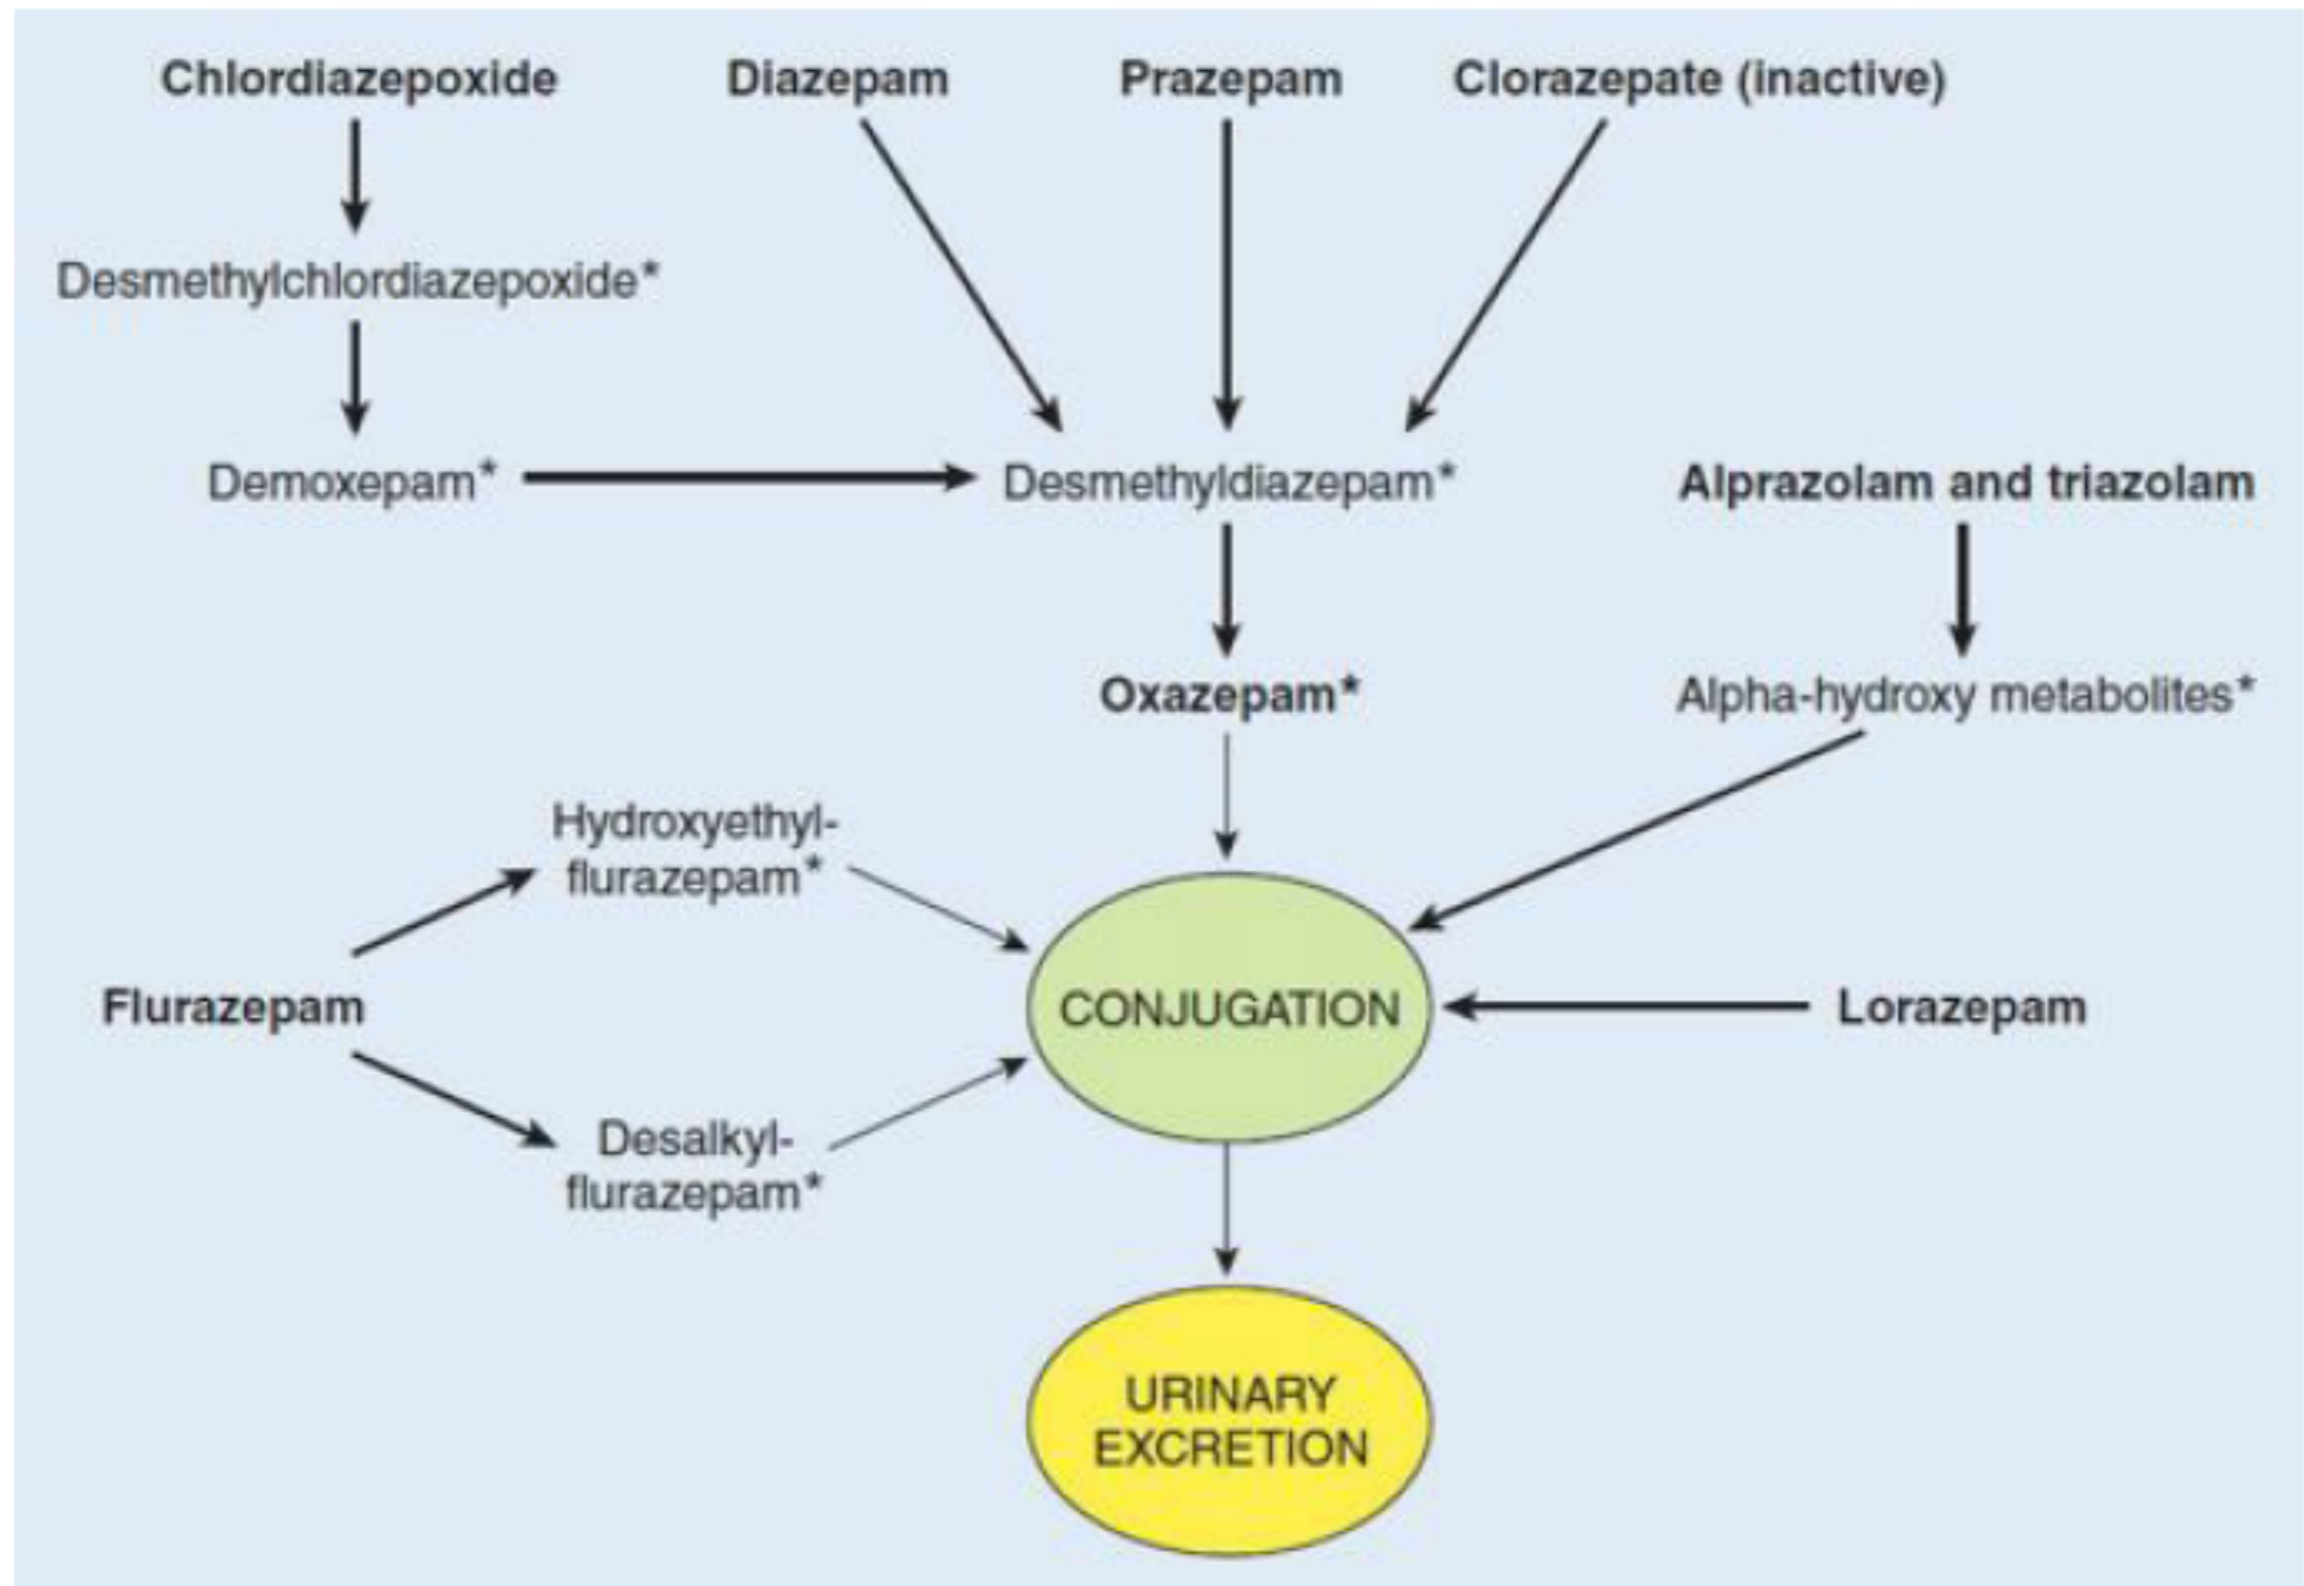 Chlordiazepoxide
Diazepam
Prazepam
Clorazepate (inactive)
Desmethylchlordiazepoxide*
Demoxepam*
Desmethyldiazepam*
Alprazolam and triazolam
Oxazepam*
Alpha-hydroxy metabolites*
Hydroxyethyl-
flurazepam*
Flurazepam
CONJUGATION
Lorazepam
Desalkyl-
flurazepam*
URINARY
EXCRETION